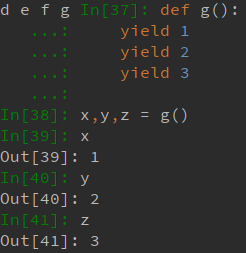 d e f g In[37]: def g():
   ...:     yield 1
   ...:     yield 2
   ...:     yield 3
   ...:
In[38]: x,y,z = g()
In[39]: x
Out[39]: 1
In[40]: y
Out[40]: 2
In[41]: z
Out[41]: 3